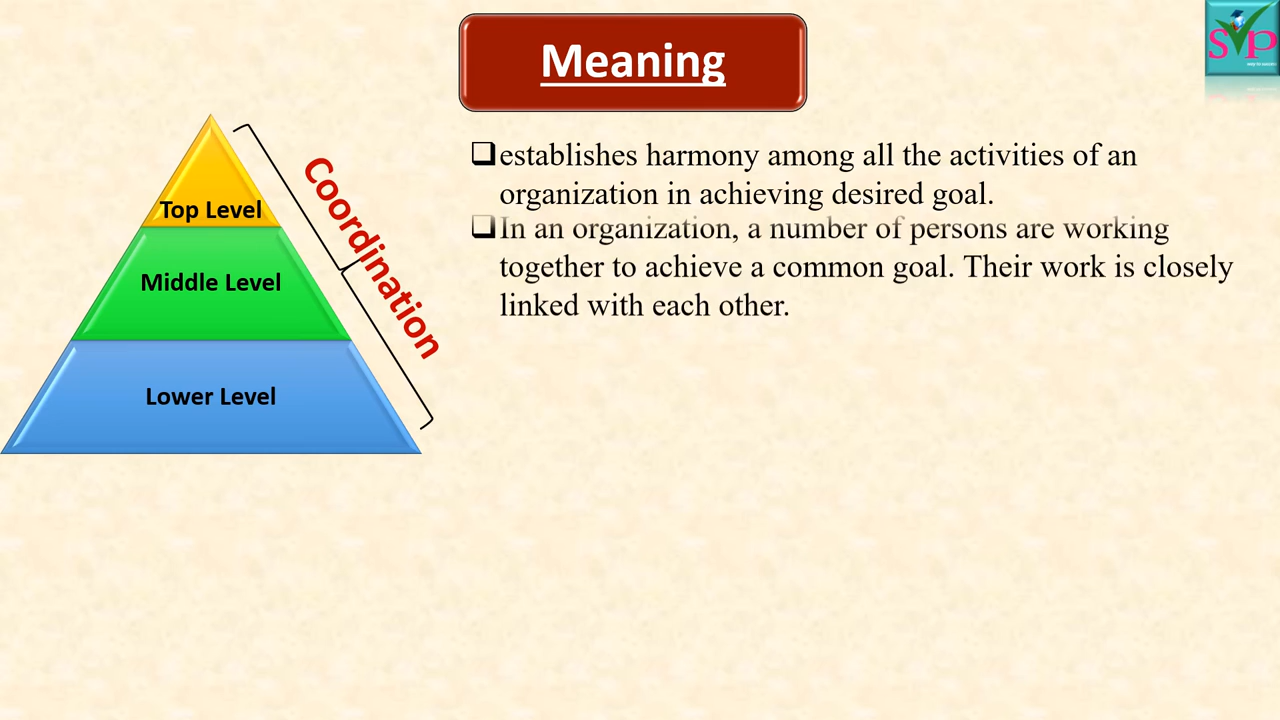 Meaning
SVP
Top Level
Middle Level
Lower Level
Coordination
❑establishes harmony among all the activities of an
organization in achieving desired goal.
❑In an organization, a number of persons are working
together to achieve a common goal. Their work is closely
linked with each other.